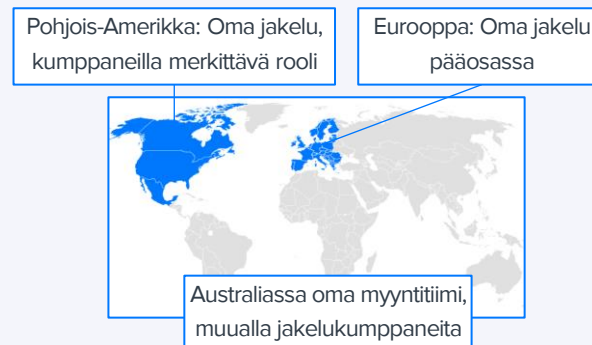 Pohjois-Amerikka: Oma jakelu,
kumppaneilla merkittävä rooli
Eurooppa: Oma jakelu
pääosassa
Australiassa oma myyntitiimi,
muualla jakelukumppaneita